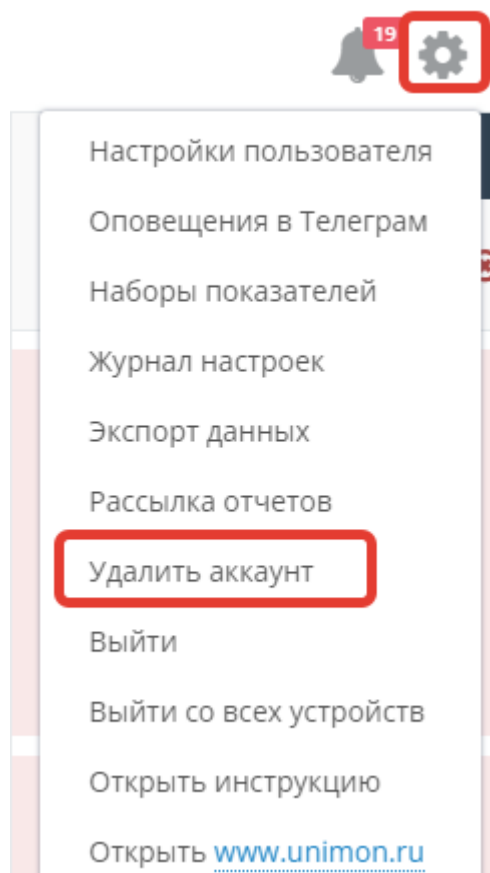 19
Настройки пользователя
Оповещения в Телеграм
Наборы показателей
Журнал настроек
Экспорт данных
Рассылка отчетов
Удалить аккаунт
Выйти
Выйти со всех устройств
Открыть инструкцию
Открыть www.unimon.ru